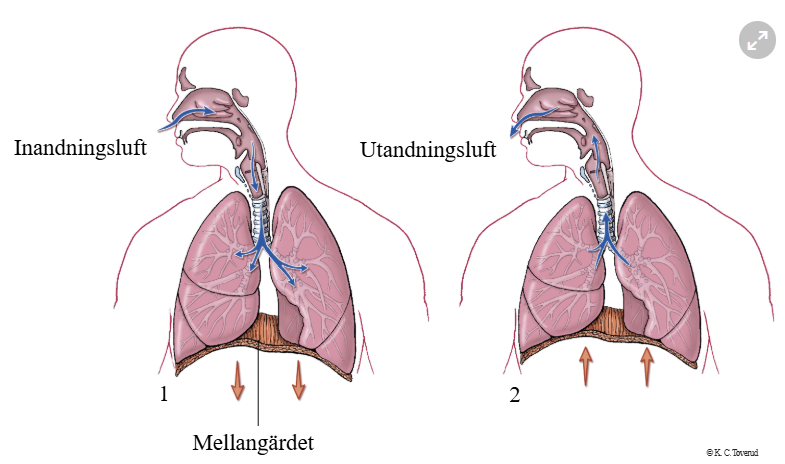 Inandningsluft
Utandningsluft
1
2
Mellangärdet
© K. C. Toverud